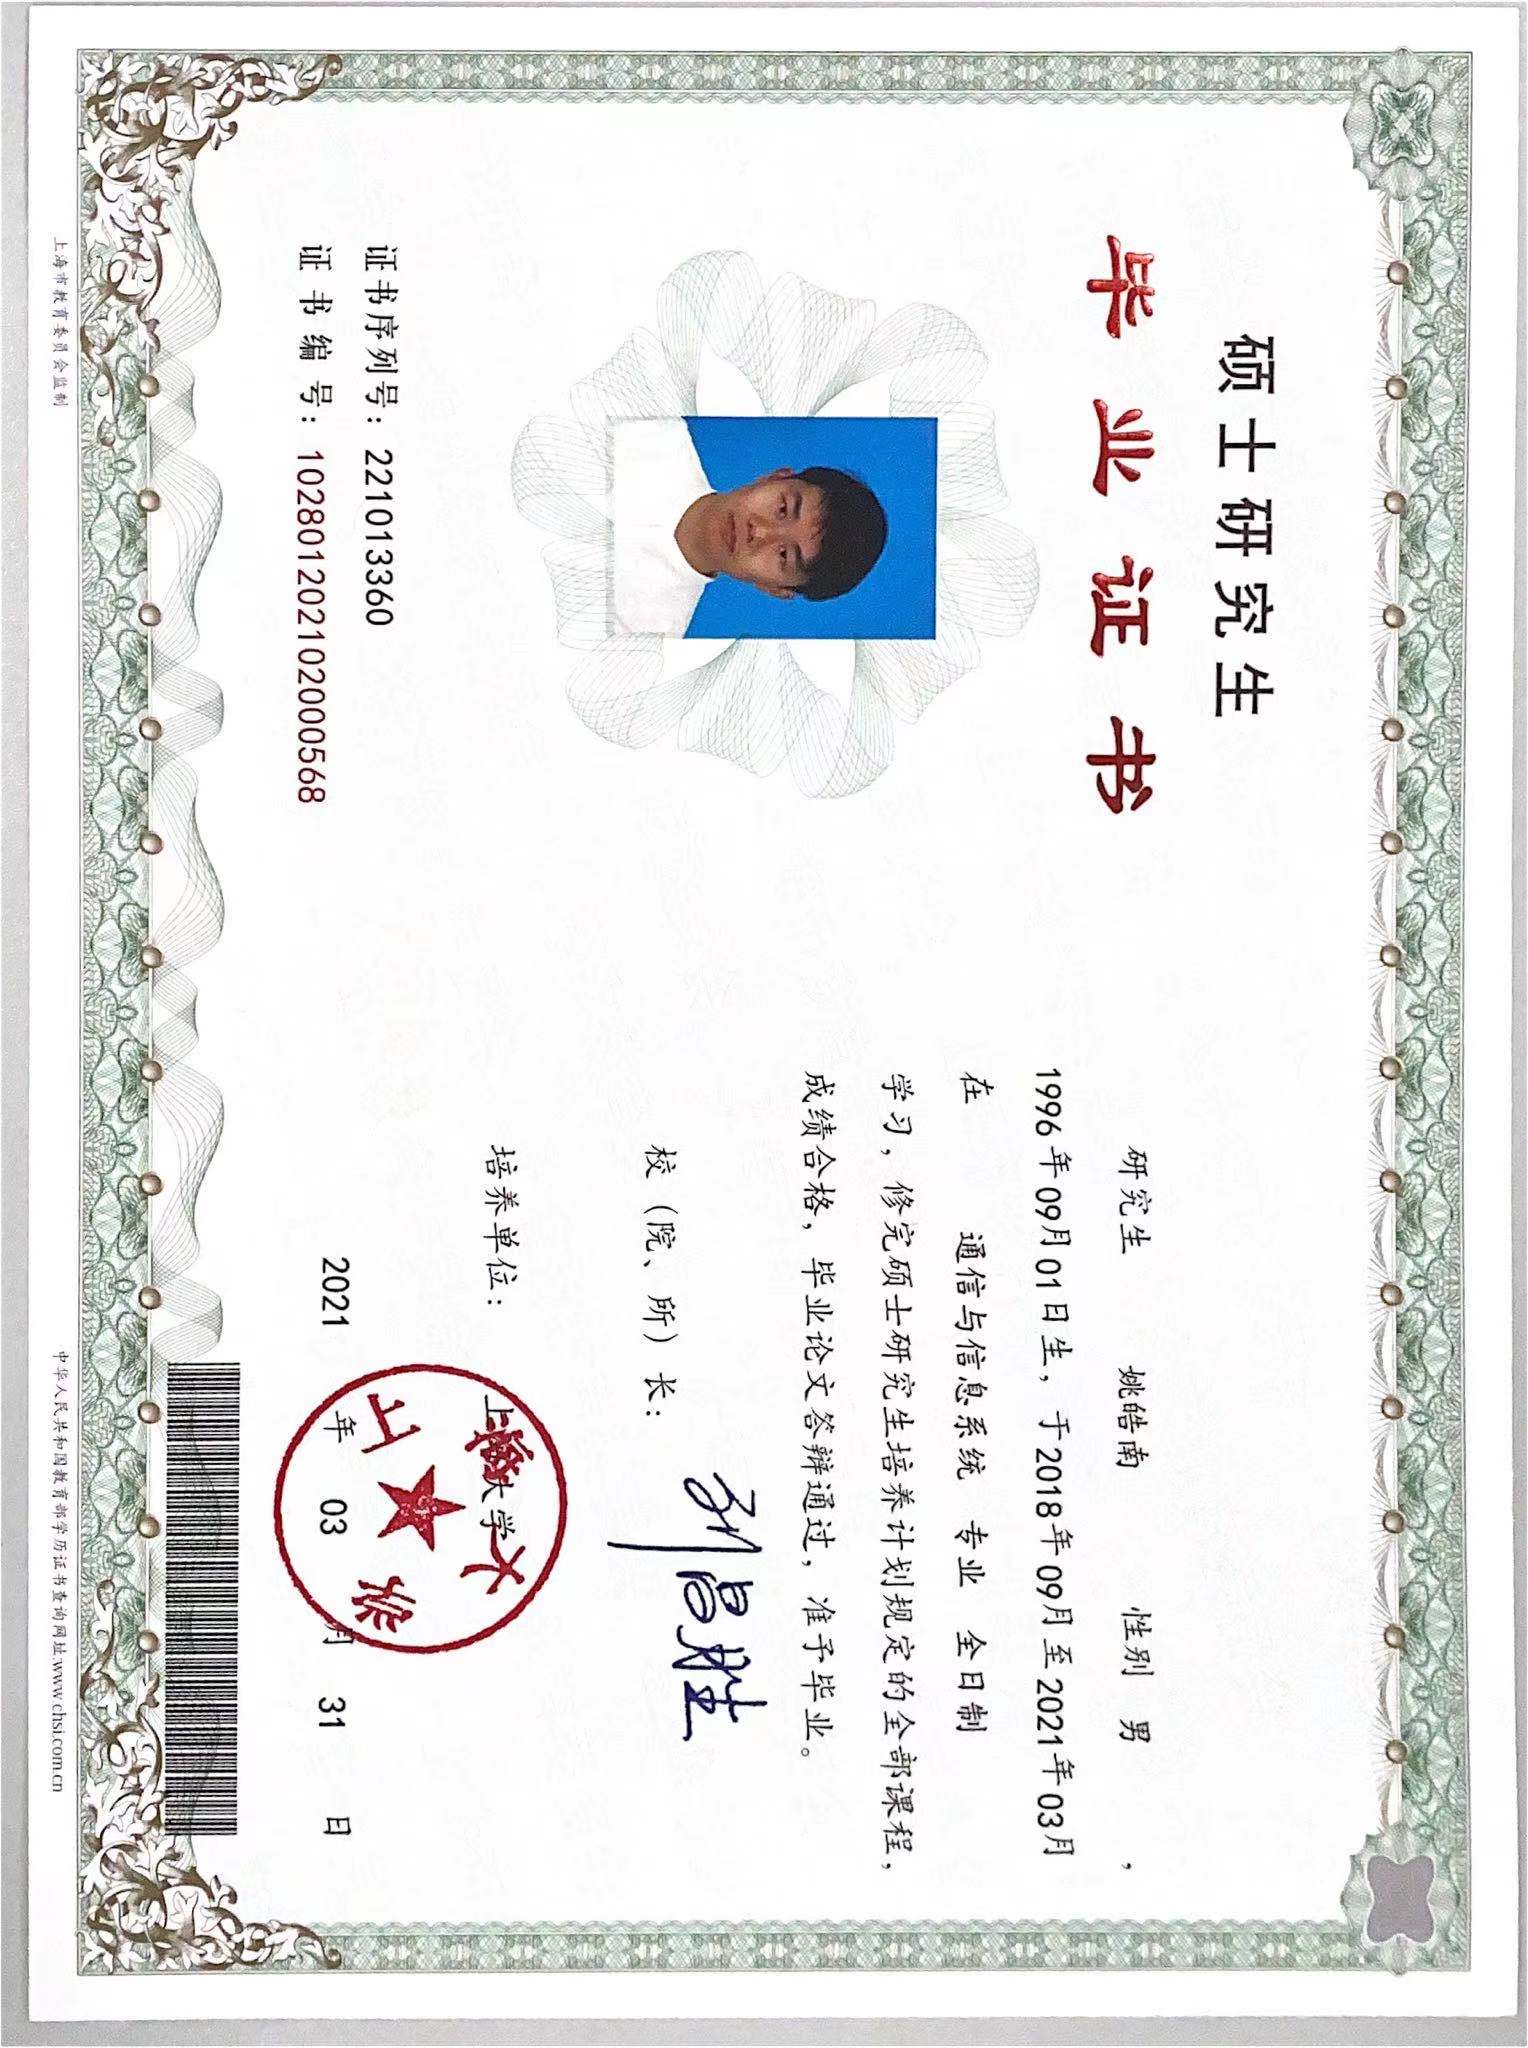 硕士研究生
毕业证书
研究生 姚皓南 性别 男 ，
1996年09月01日生，于2018年09月至2021年03月
在 通信与信息系统 专业 全日制
学习，修完硕士研究生培养计划规定的全部课程，
成绩合格，毕业论文答辩通过，准予毕业。
校（院、所）长：
刘昌胜
培养单位： 上海大学
上海大学
2021 年 03 月 31 日
证书序列号：221013360
证书编号：102801202102000568
上海市教育委员会监制
中华人民共和国教育部学历证书查询网址:www.chsi.com.cn